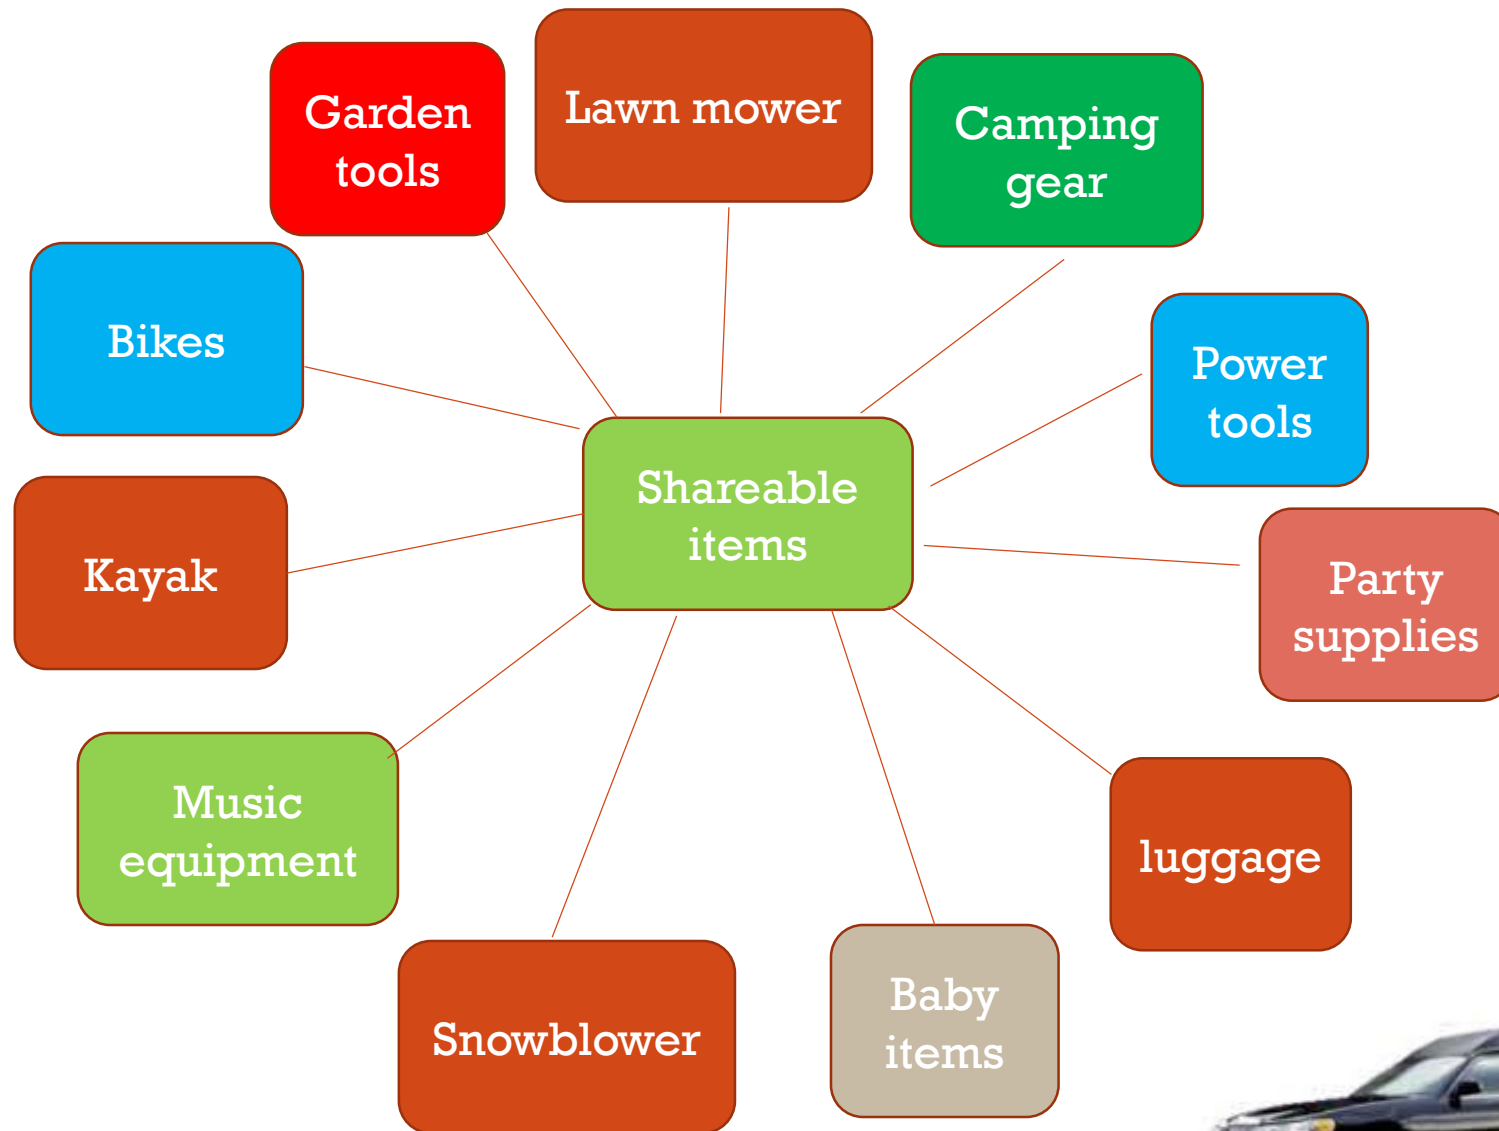 Garden
tools
Lawn mower
Camping
gear
Bikes
Power
tools
Shareable
items
Kayak
Party
supplies
Music
equipment
luggage
Snowblower
Baby
items